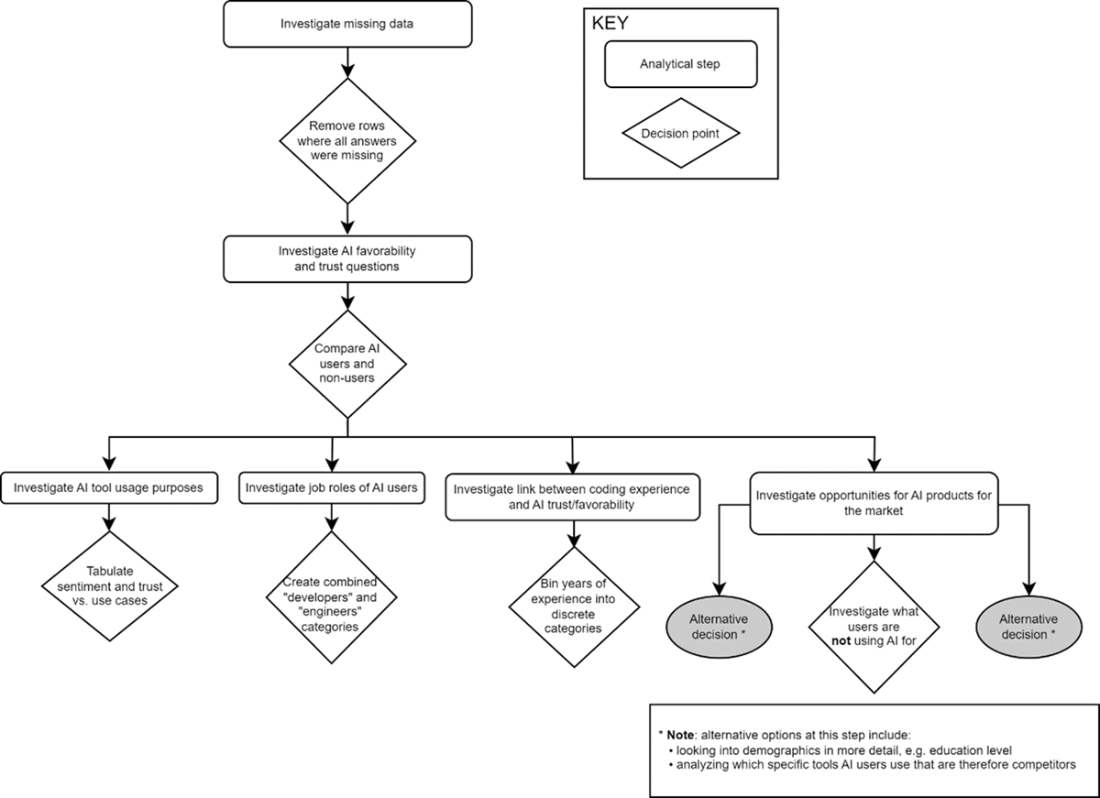 Investigate missing data
KEY
Analytical step
Decision point
Remove rows
where all answers
were missing
Investigate AI favorability
and trust questions
Compare AI
users and
non-users
Investigate AI tool usage purposes
Investigate job roles of AI users
Investigate link between coding experience
and AI trust/favorability
Investigate opportunities for AI products for
the market
Tabulate
sentiment and trust
vs. use cases
Create combined
"developers" and
"engineers"
categories
Bin years of
experience into
discrete
categories
Alternative
decision *
Investigate what
users are
not using AI for
Alternative
decision *
* Note: alternative options at this step include:
• looking into demographics in more detail, e.g. education level
• analyzing which specific tools AI users use that are therefore competitors